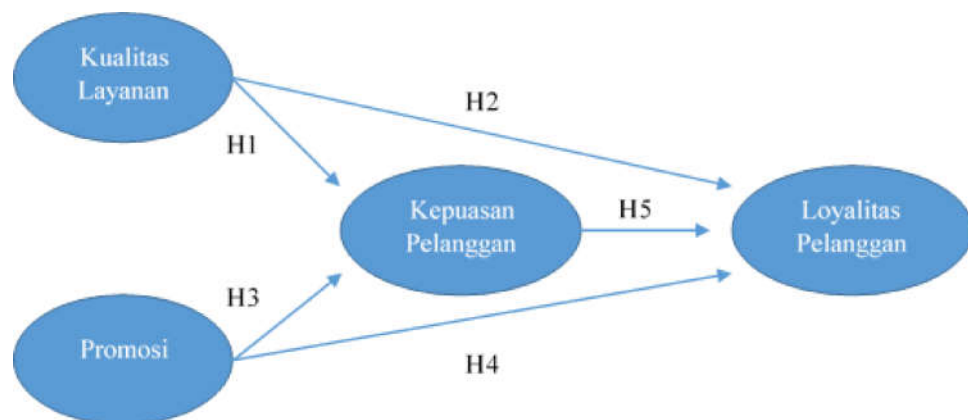 Kualitas
Layanan
H2
H1
Kepuasan
Pelanggan
H5
Loyalitas
Pelanggan
H3
Promosi
H4